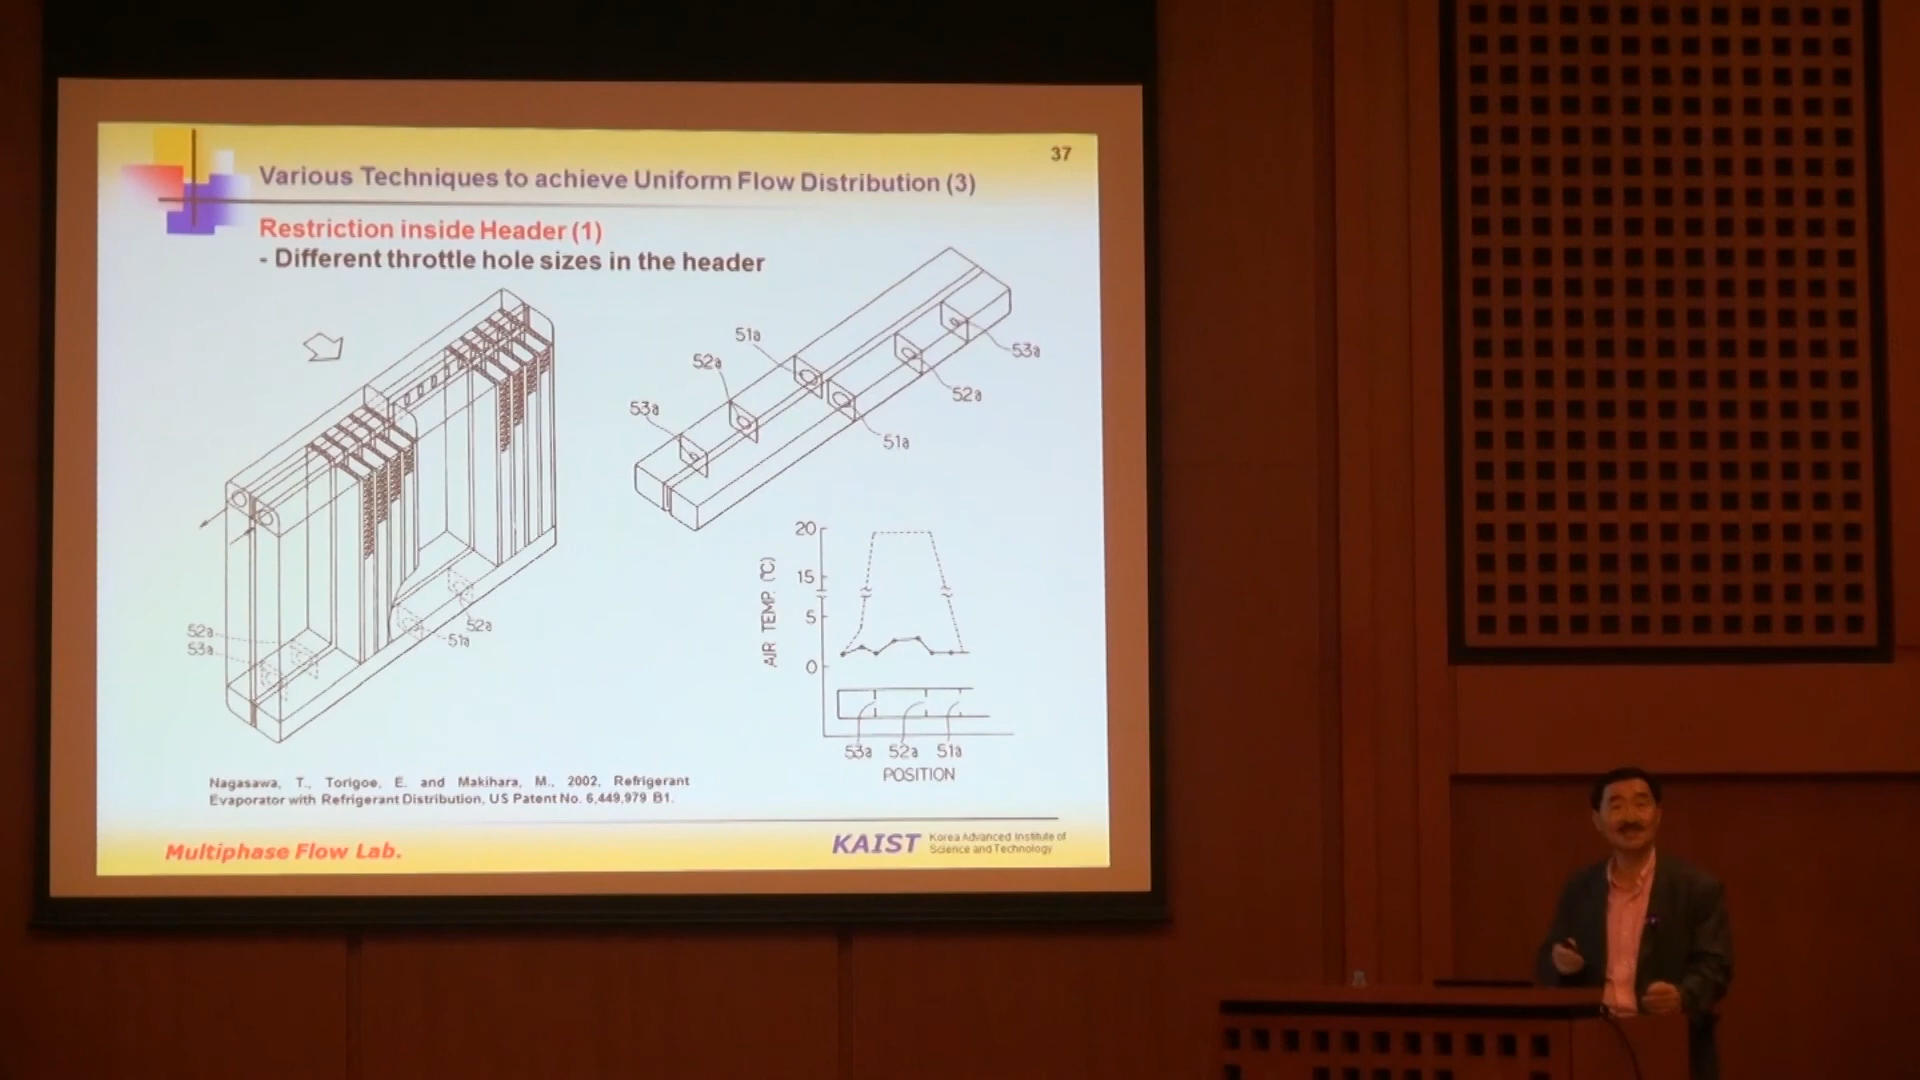 37
Various Techniques to achieve Uniform Flow Distribution (3)
Restriction inside Header (1)
- Different throttle hole sizes in the header
51a
52a
53a
53a
52a
51a
52a
53a
52a
51a
20
15
5
0
AIR TEMP. (°C)
53a 52a 51a
POSITION
Nagasawa, T., Torigoe, E. and Makihara, M., 2002, Refrigerant
Evaporator with Refrigerant Distribution, US Patent No. 6,449,979 B1.
Multiphase Flow Lab.
KAIST
Korea Advanced Institute of
Science and Technology